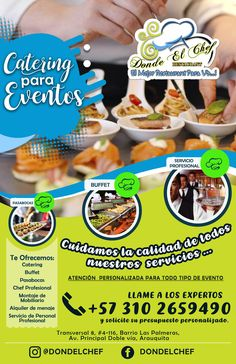 Catering
para
Eventos
Donde El Chef
RESTAURANT
El Mejor Restaurant Para Vis...!
SERVICIO
PROFESIONAL
BUFFET
PASABOCAS
Te Ofrecemos:
Catering
Buffet
Pasabocas
Chef Profesional
Montaje de
Mobiliario
Alquiler de menaje
Servicio de Personal
Profesional
Cuidamos la calidad de todos
nuestros servicios...
ATENCIÓN PERSONALIZADA PARA TODO TIPO DE EVENTO
LLAME A LOS EXPERTOS
+57 310 2659490
y solicite su presupuesto personalizado.
Transversal 8, #4-116, Barrio Las Palmeras,
Av. Principal Doble vía, Arauquita
@DONDELCHEF
DONDELCHEF